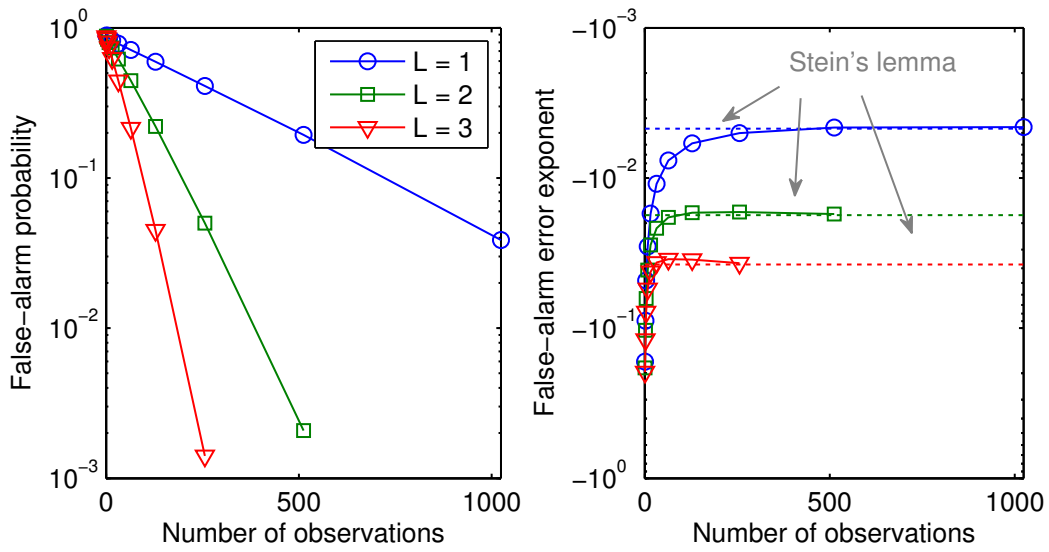 10^0
10^−1
10^−2
10^−3
0
500
1000
False−alarm probability
Number of observations
L = 1
L = 2
L = 3
−10^−3
−10^−2
−10^−1
−10^0
0
500
1000
False−alarm error exponent
Number of observations
Stein's lemma